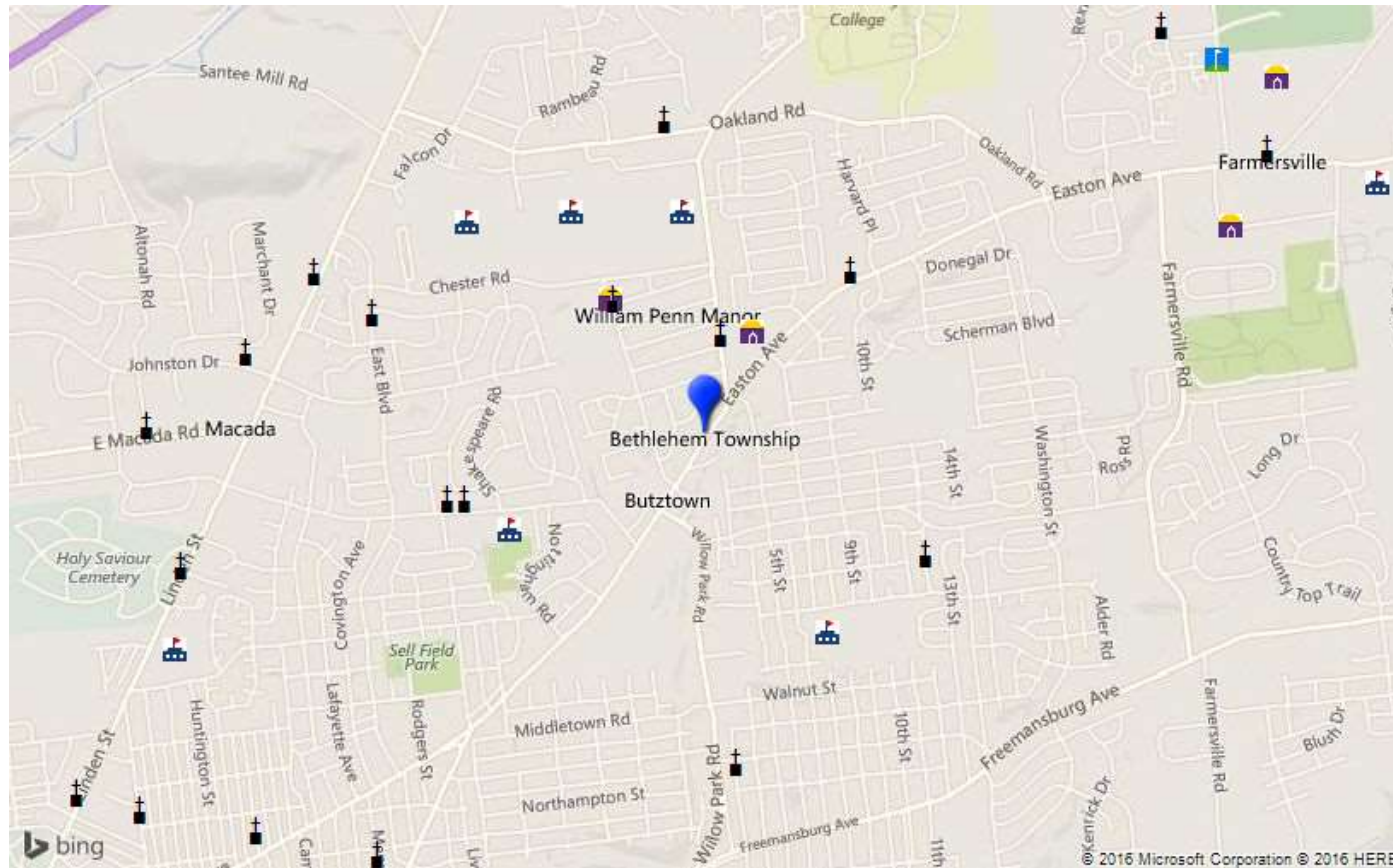 College
Santee Mill Rd
Rambeau Rd
Oakland Rd
Falcon Dr
Oakland Rd
Farmersville
Easton Ave
Harvard Pl
Altonah Rd
Marchant Dr
Chester Rd
Donegal Dr
William Penn Manor
Scherman Blvd
Farmersville Rd
Johnston Dr
East Blvd
Easton Ave
10th St
E Macada Rd
Macada
Shakespeare Rd
Bethlehem Township
14th St
Washington St
Ross Rd
Long Dr
Butztown
Holy Saviour
Cemetery
Linden St
Covington Ave
Nottingham Rd
Willow Park Rd
5th St
9th St
13th St
Country Top Trail
Alder Rd
Sell Field
Park
Walnut St
Huntington St
Lafayette Ave
Rodgers St
Middletown Rd
10th St
Freemansburg Ave
Farmersville Rd
Blush Dr
Linden St
Northampton St
Willow Park Rd
Freemansburg Ave
Kenrick Dr
11th
bing
© 2016 Microsoft Corporation © 2016 HERE